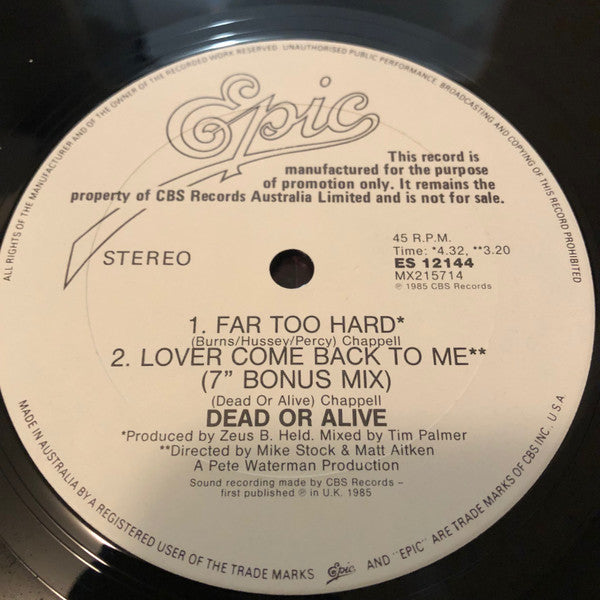 ALL RIGHTS OF THE MANUFACTURER AND OF THE OWNER OF THE RECORDED WORK RESERVED. UNAUTHORISED PUBLIC PERFORMANCE, BROADCASTING AND COPYING OF THIS RECORD PROHIBITED
Epic
This record is
manufactured for the purpose
of promotion only. It remains the
property of CBS Records Australia Limited and is not for sale.
STEREO
45 R.P.M.
Time: *4.32, **3.20
ES 12144
MX215714
℗ 1985 CBS Records
1. FAR TOO HARD*
(Burns/Hussey/Percy) Chappell
2. LOVER COME BACK TO ME**
(7" BONUS MIX)
(Dead Or Alive) Chappell
DEAD OR ALIVE
*Produced by Zeus B. Held. Mixed by Tim Palmer
**Directed by Mike Stock & Matt Aitken
A Pete Waterman Production
Sound recording made by CBS Records –
first published ℗ in U.K. 1985
MADE IN AUSTRALIA BY A REGISTERED USER OF THE TRADE MARKS Epic AND "EPIC" ARE TRADE MARKS OF CBS INC. U.S.A.